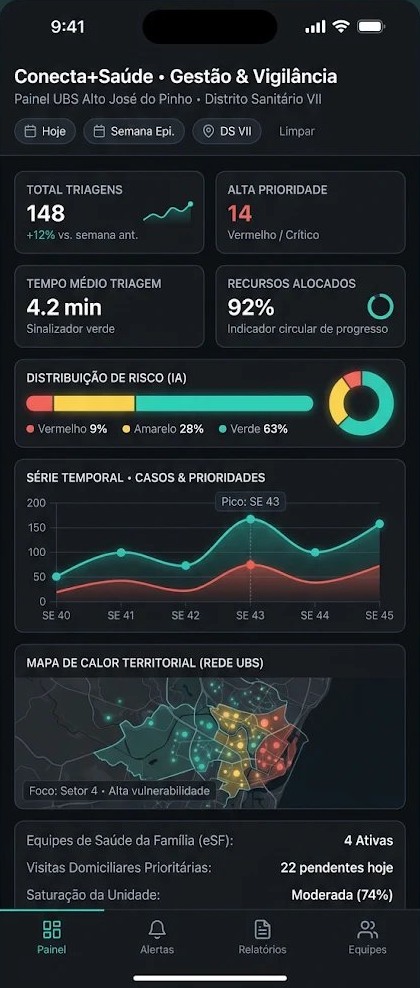 9:41
Conecta+Saúde • Gestão & Vigilância
Painel UBS Alto José do Pinho • Distrito Sanitário VII
Hoje
Semana Epi.
DS VII
Limpar
TOTAL TRIAGENS
148
+12% vs. semana ant.
ALTA PRIORIDADE
14
Vermelho / Crítico
TEMPO MÉDIO TRIAGEM
4.2 min
Sinalizador verde
RECURSOS ALOCADOS
92%
Indicador circular de progresso
DISTRIBUIÇÃO DE RISCO (IA)
Vermelho 9%
Amarelo 28%
Verde 63%
SÉRIE TEMPORAL • CASOS & PRIORIDADES
Pico: SE 43
200
150
100
50
0
SE 40
SE 41
SE 42
SE 43
SE 44
SE 45
MAPA DE CALOR TERRITORIAL (REDE UBS)
Foco: Setor 4 • Alta vulnerabilidade
Equipes de Saúde da Família (eSF): 4 Ativas
Visitas Domiciliares Prioritárias: 22 pendentes hoje
Saturação da Unidade: Moderada (74%)
Painel
Alertas
Relatórios
Equipes